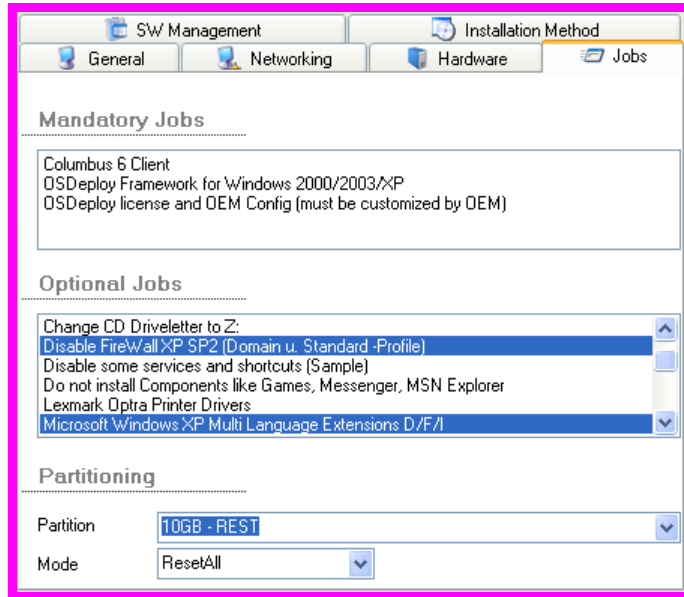 SW Management
Installation Method
General
Networking
Hardware
Jobs
Mandatory Jobs
Columbus 6 Client
OSDeploy Framework for Windows 2000/2003/XP
OSDeploy license and OEM Config (must be customized by OEM)
Optional Jobs
Change CD Driveletter to Z:
Disable FireWall XP SP2 (Domain u. Standard -Profile)
Disable some services and shortcuts (Sample)
Do not install Components like Games, Messenger, MSN Explorer
Lexmark Optra Printer Drivers
Microsoft Windows XP Multi Language Extensions D/F/I
Partitioning
Partition 10GB - REST
Mode ResetAll